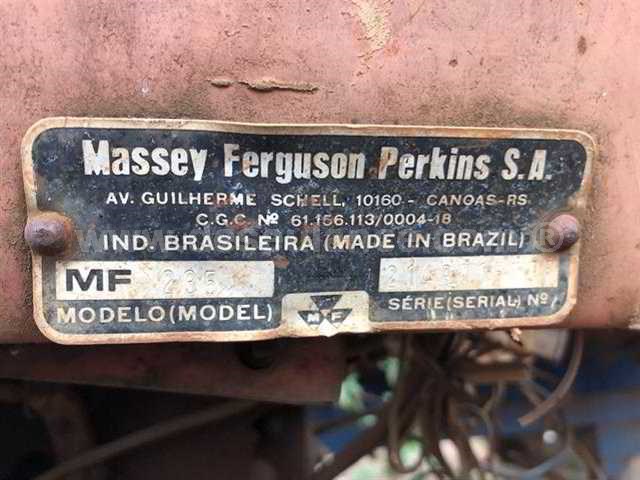 Massey Ferguson Perkins S.A.
AV. GUILHERME SCHELL, 10160 - CANOAS-RS
C.G.C. Nº 61.156.113/0004-18
IND. BRASILEIRA (MADE IN BRAZIL)
MF 235
MODELO (MODEL)
MF
SÉRIE (SERIAL) Nº